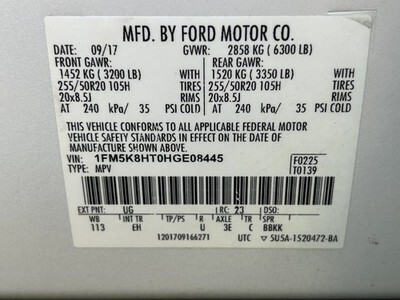 MFD. BY FORD MOTOR CO.
DATE: 09/17 GVWR: 2858 KG ( 6300 LB)
FRONT GAWR: REAR GAWR:
1452 KG ( 3200 LB) WITH 1520 KG ( 3350 LB) WITH
255/50R20 105H TIRES 255/50R20 105H TIRES
20x8.5J RIMS 20x8.5J RIMS
AT 240 kPa/ 35 PSI COLD AT 240 kPa/ 35 PSI COLD
THIS VEHICLE CONFORMS TO ALL APPLICABLE FEDERAL MOTOR
VEHICLE SAFETY STANDARDS IN EFFECT ON THE DATE OF
MANUFACTURE SHOWN ABOVE.
VIN: 1FM5K8HT0HGE08445 F0225
TYPE: MPV T0139
EXT PNT: UG RC: 23 DSO:
WB INT TR TP/PS R AXLE TR SPR
113 EH U 3E C BBKK
1201709166271 UTC 5U5A-1520472-BA